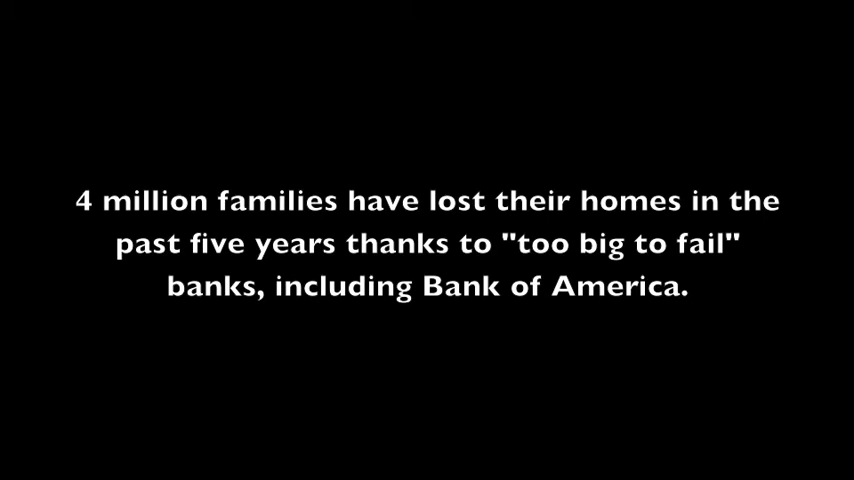 4 million families have lost their homes in the
past five years thanks to "too big to fail"
banks, including Bank of America.